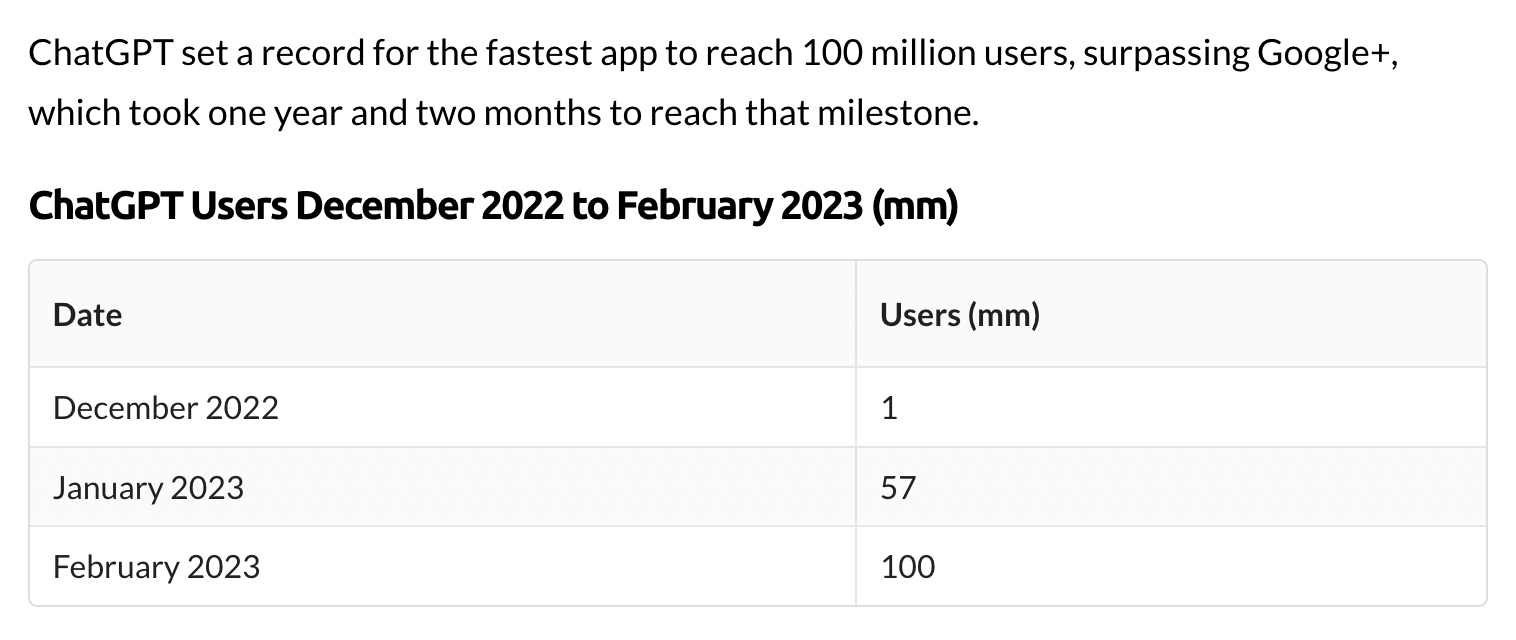 ChatGPT set a record for the fastest app to reach 100 million users, surpassing Google+,
which took one year and two months to reach that milestone.
ChatGPT Users December 2022 to February 2023 (mm)
Date Users (mm)
December 2022 1
January 2023 57
February 2023 100